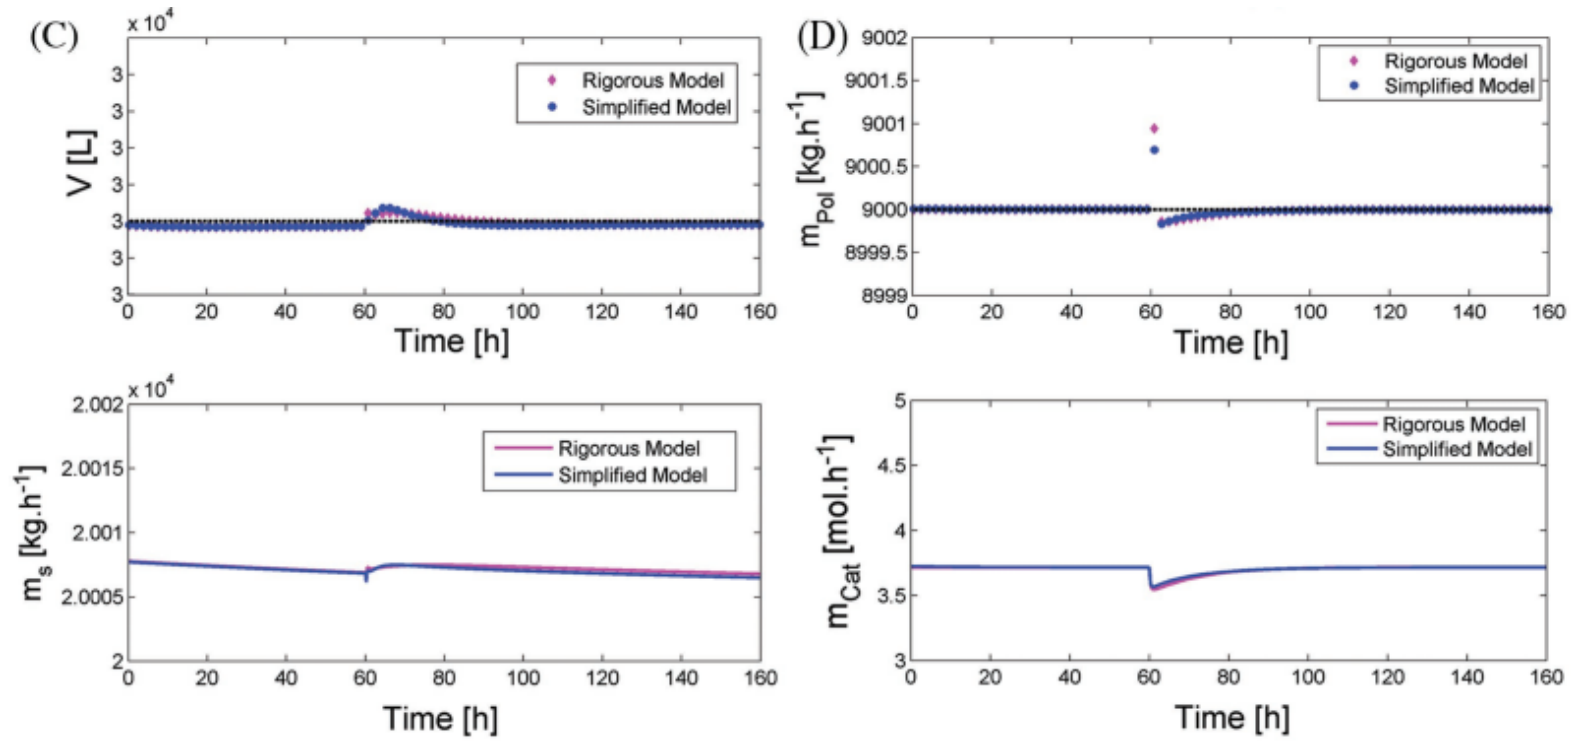 (C)
x 10^4
3
3
3
3
3
3
3
V [L]
Rigorous Model
Simplified Model
0 20 40 60 80 100 120 140 160
Time [h]
(D)
9002
9001.5
9001
9000.5
9000
8999.5
8999
m_Pol [kg.h^-1]
Rigorous Model
Simplified Model
0 20 40 60 80 100 120 140 160
Time [h]
x 10^4
2.002
2.0015
2.001
2.0005
2
m_s [kg.h^-1]
Rigorous Model
Simplified Model
0 20 40 60 80 100 120 140 160
Time [h]
5
4.5
4
3.5
3
m_Cat [mol.h^-1]
Rigorous Model
Simplified Model
0 20 40 60 80 100 120 140 160
Time [h]